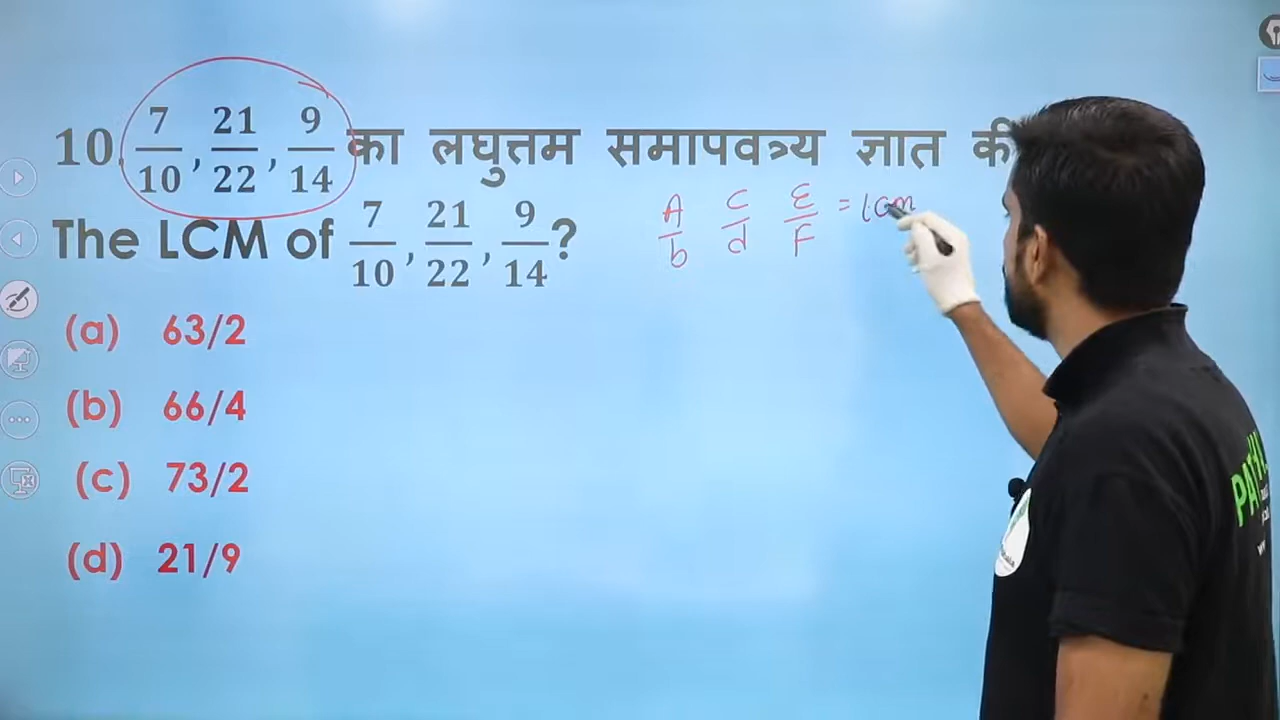 10. 7/10, 21/22, 9/14 का लघुत्तम समापवर्त्य ज्ञात
The LCM of 7/10, 21/22, 9/14?
A/b C/d E/F = LCM
(a) 63/2
(b) 66/4
(c) 73/2
(d) 21/9